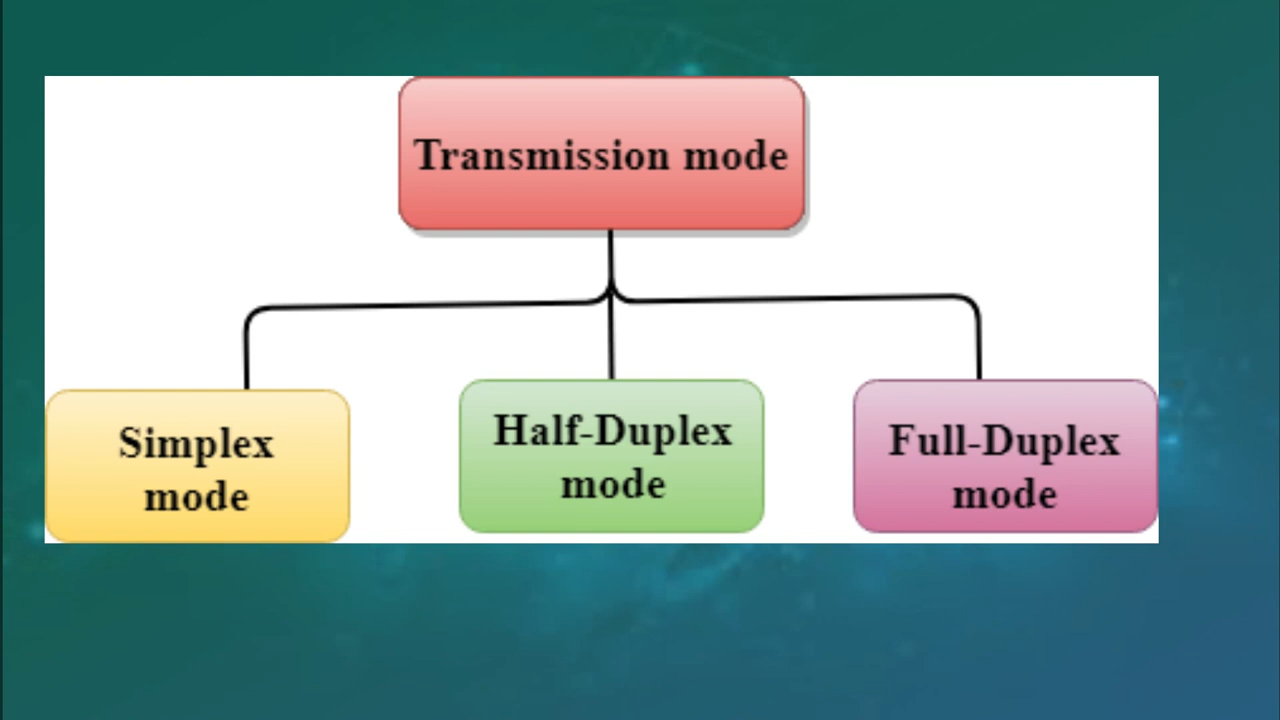 Transmission mode
Simplex
mode
Half-Duplex
mode
Full-Duplex
mode